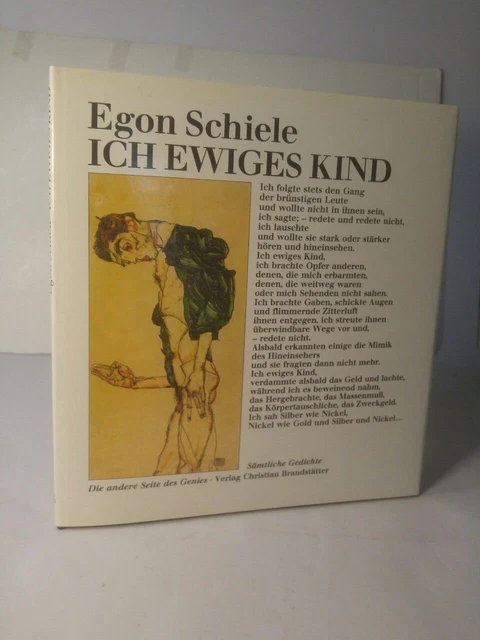 Egon Schiele
ICH EWIGES KIND
Ich folgte stets den Gang
der brünstigen Leute
und wollte nicht in ihnen sein,
ich sagte; – redete und redete nicht,
ich lauschte
und wollte sie stark oder stärker
hören und hineinsehen.
Ich ewiges Kind,
ich brachte Opfer anderen,
denen, die mich erbarmten,
denen, die weitweg waren
oder mich Sehenden nicht sahen.
Ich brachte Gaben, schickte Augen
und flimmernde Zitterluft
ihnen entgegen, ich streute ihnen
überwindbare Wege vor und,
– redete nicht.
Alsbald erkannten einige die Mimik
des Hineinsehers
und sie fragten dann nicht mehr.
Ich ewiges Kind,
verdammte alsbald das Geld und lachte,
während ich es beweinend nahm,
das Hergebrachte, das Massenmuß,
das Körpertauschliche, das Zweckgeld.
Ich sah Silber wie Nickel,
Nickel wie Gold und Silber und Nickel...
Sämtliche Gedichte
Die andere Seite des Genies · Verlag Christian Brandstätter